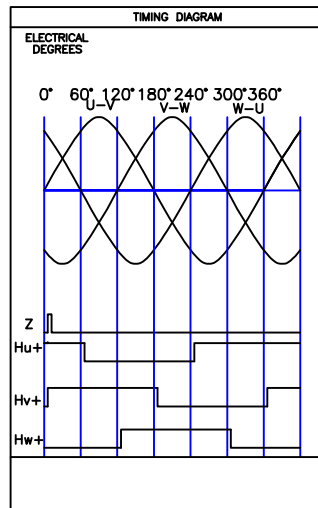 TIMING DIAGRAM
ELECTRICAL
DEGREES
0° 60° 120° 180° 240° 300° 360°
U-V V-W W-U
Z
Hu+
Hv+
Hw+